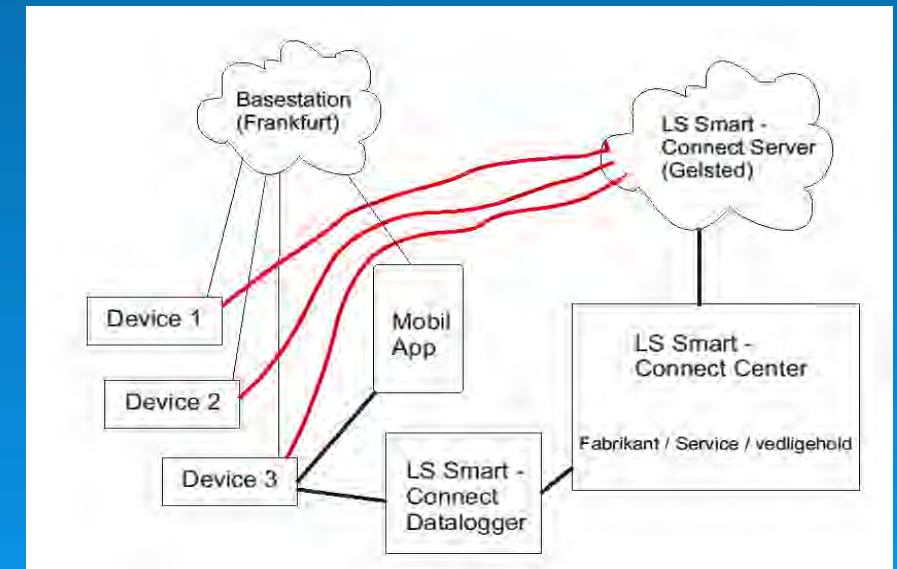 Basestation
(Frankfurt)
LS Smart -
Connect Server
(Gelsted)
Device 1
Mobil
App
LS Smart -
Connect Center
Device 2
Fabrikant / Service / vedligehold
Device 3
LS Smart -
Connect
Datalogger